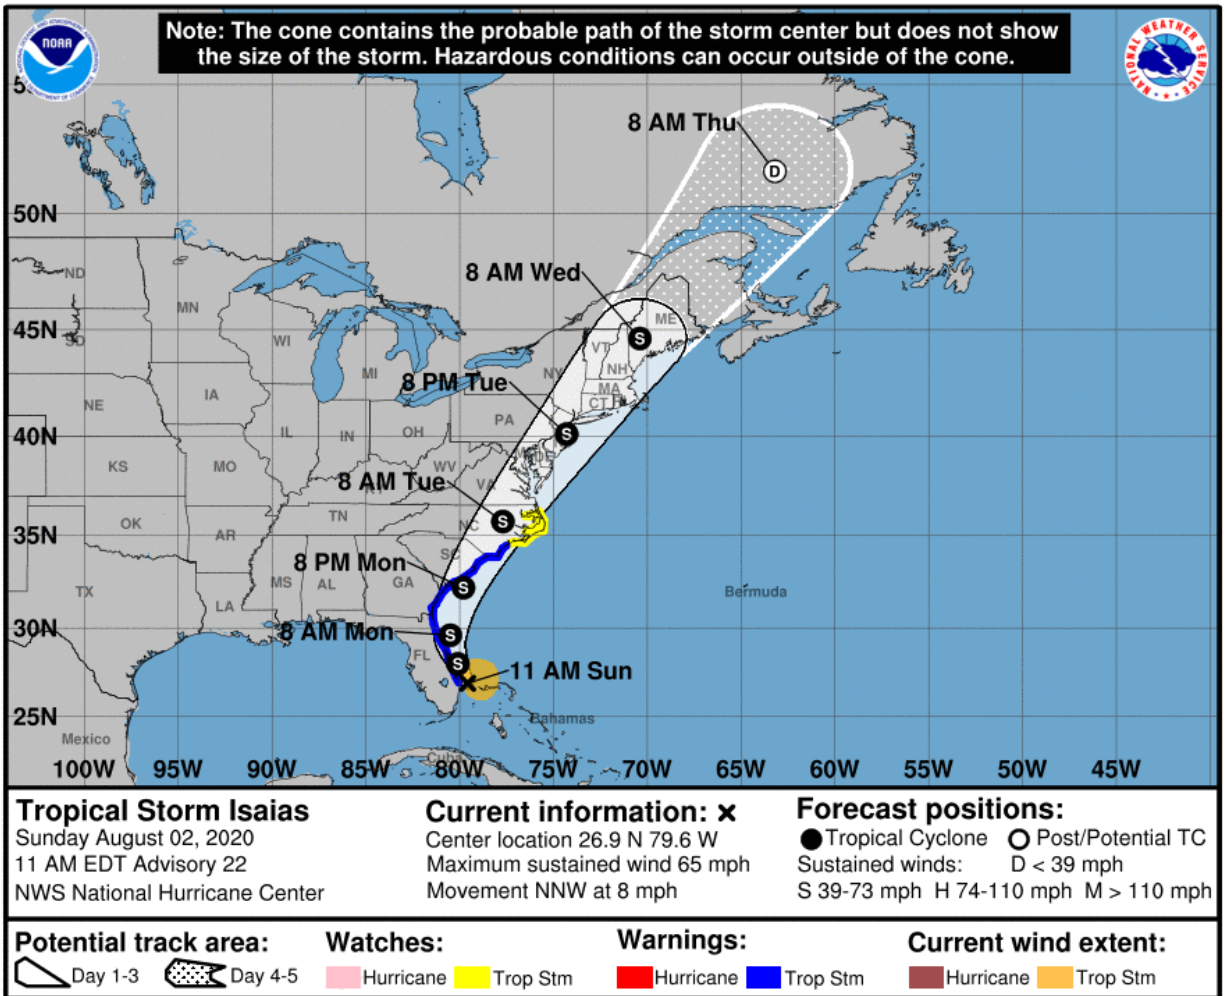 Note: The cone contains the probable path of the storm center but does not show
the size of the storm. Hazardous conditions can occur outside of the cone.
NOAA
NATIONAL WEATHER SERVICE
8 AM Thu
50N
ND
8 AM Wed
MN
ME
45N
SD
WI
VT
MI
NY
NH
8 PM Tue
MA
NE
IA
CT
PA
40N
IL
IN
OH
DE
KS
MO
WV
8 AM Tue
VA
TN
OK
NC
35N
AR
SC
8 PM Mon
MS
AL
GA
TX
Bermuda
LA
30N
8 AM Mon
FL
11 AM Sun
25N
Bahamas
Mexico
Cuba
100W 95W 90W 85W 80W 75W 70W 65W 60W 55W 50W 45W
D
S
S
S
S
S
S
Tropical Storm Isaias
Sunday August 02, 2020
11 AM EDT Advisory 22
NWS National Hurricane Center
Current information: ×
Center location 26.9 N 79.6 W
Maximum sustained wind 65 mph
Movement NNW at 8 mph
Forecast positions:
Tropical Cyclone Post/Potential TC
Sustained winds: D < 39 mph
S 39-73 mph H 74-110 mph M > 110 mph
Potential track area:
Day 1-3 Day 4-5
Watches:
Hurricane Trop Stm
Warnings:
Hurricane Trop Stm
Current wind extent:
Hurricane Trop Stm